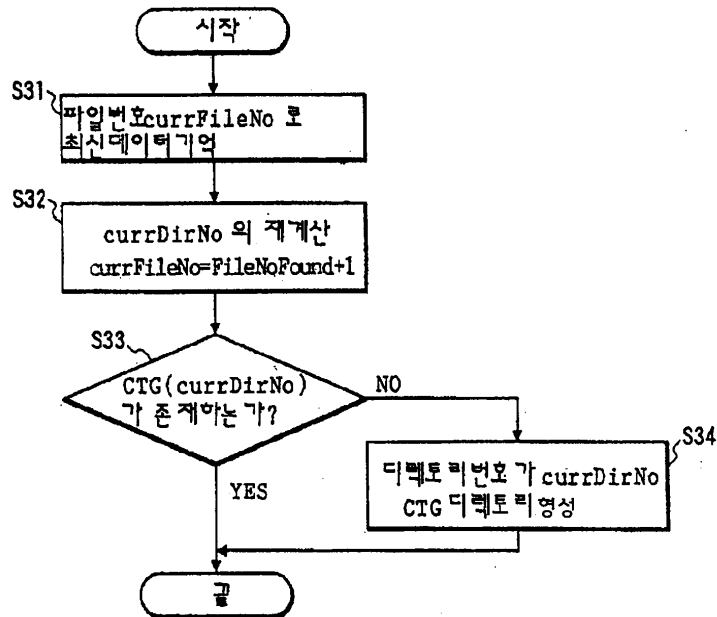 시작
S31
파일번호currFileNo 로
최신데이터기억
S32
currDirNo 의 재계산
currFileNo=FileNoFound+1
S33
CTG(currDirNo)
가 존재하는가?
NO
YES
S34
디렉토리번호가 currDirNo
CTG 디렉토리형성
끝